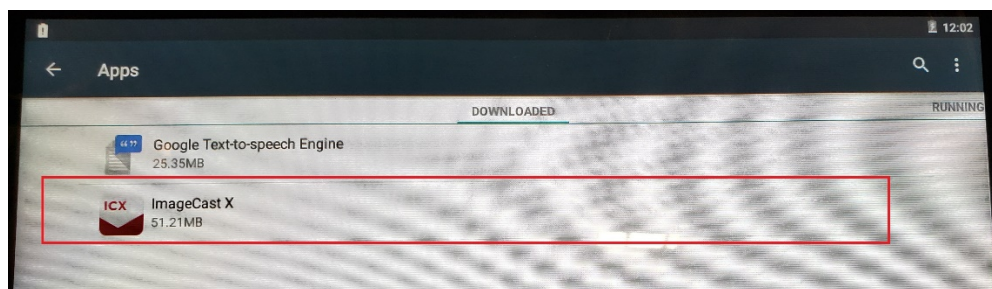 12:02
Apps
DOWNLOADED
RUNNING
Google Text-to-speech Engine
25.35MB
ICX
ImageCast X
51.21MB